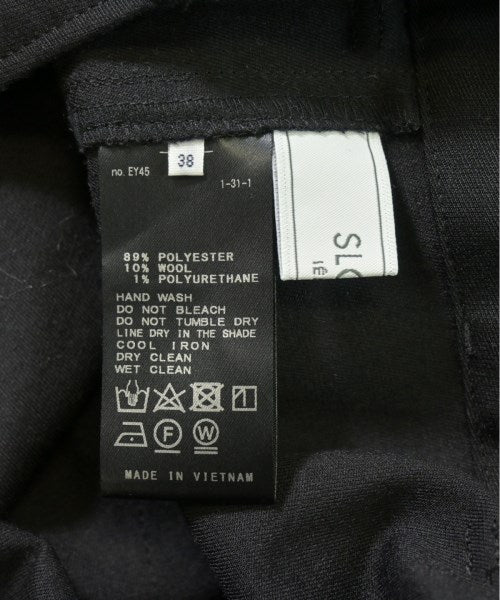 38
no. EY45
1-31-1
89% POLYESTER
10% WOOL
1% POLYURETHANE
HAND WASH
DO NOT BLEACH
DO NOT TUMBLE DRY
LINE DRY IN THE SHADE
COOL IRON
DRY CLEAN
WET CLEAN
F W
MADE IN VIETNAM
SLO
IÉ